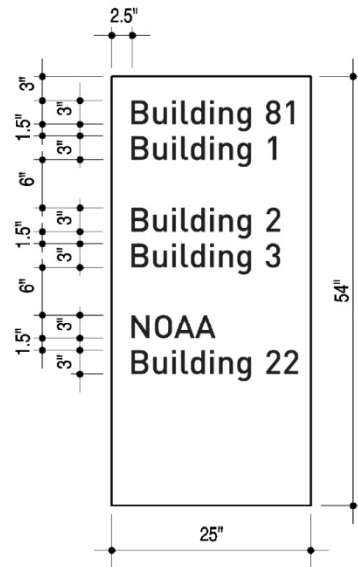 2.5"
3"
3"
Building 81
1.5"
3"
Building 1
6"
3"
Building 2
1.5"
3"
Building 3
6"
54"
3"
NOAA
1.5"
3"
Building 22
25"